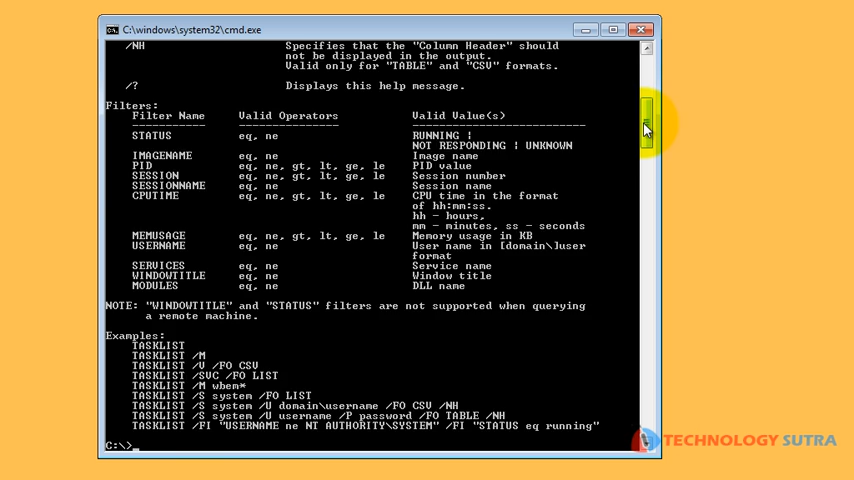 C:\windows\system32\cmd.exe
/NH Specifies that the "Column Header" should
not be displayed in the output.
Valid only for "TABLE" and "CSV" formats.
/? Displays this help message.
Filters:
Filter Name Valid Operators Valid Value(s)
----------- --------------- --------------------------
STATUS eq, ne RUNNING |
NOT RESPONDING | UNKNOWN
IMAGENAME eq, ne Image name
PID eq, ne, gt, lt, ge, le PID value
SESSION eq, ne, gt, lt, ge, le Session number
SESSIONNAME eq, ne Session name
CPUTIME eq, ne, gt, lt, ge, le CPU time in the format
of hh:mm:ss.
hh - hours,
mm - minutes, ss - seconds
MEMUSAGE eq, ne, gt, lt, ge, le Memory usage in KB
USERNAME eq, ne User name in [domain\]user
format
SERVICES eq, ne Service name
WINDOWTITLE eq, ne Window title
MODULES eq, ne DLL name
NOTE: "WINDOWTITLE" and "STATUS" filters are not supported when querying
a remote machine.
Examples:
TASKLIST
TASKLIST /M
TASKLIST /V /FO CSV
TASKLIST /SVC /FO LIST
TASKLIST /M wbem*
TASKLIST /S system /FO LIST
TASKLIST /S system /U domain\username /FO CSV /NH
TASKLIST /S system /U username /P password /FO TABLE /NH
TASKLIST /FI "USERNAME ne NT AUTHORITY\SYSTEM" /FI "STATUS eq running"
C:\>_
TECHNOLOGY SUTRA